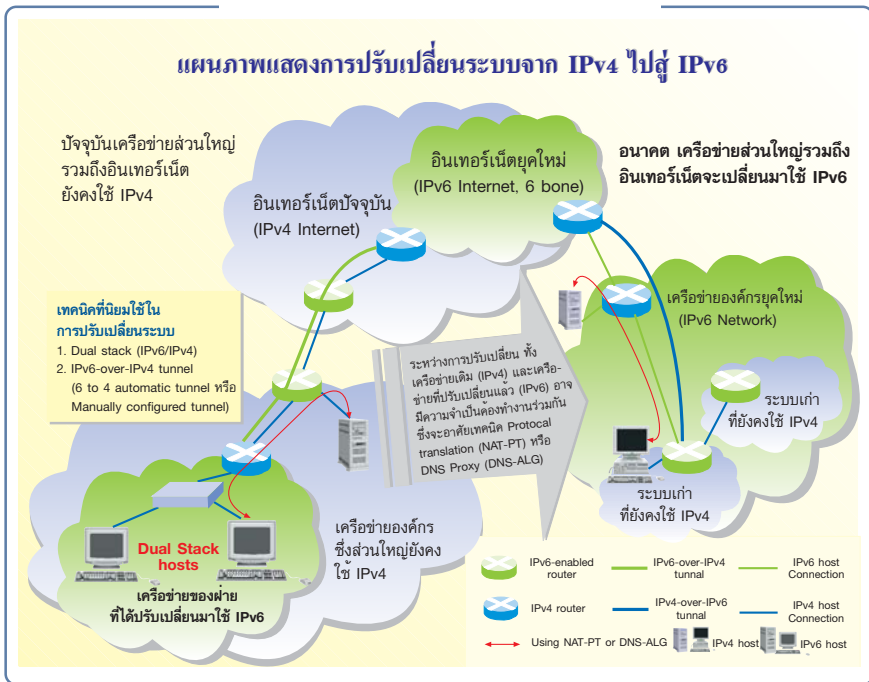 แผนภาพแสดงการปรับเปลี่ยนระบบจาก IPv4 ไปสู่ IPv6
ปัจจุบันเครือข่ายส่วนใหญ่
รวมถึงอินเทอร์เน็ต
ยังคงใช้ IPv4
อินเทอร์เน็ตปัจจุบัน
(IPv4 Internet)
อินเทอร์เน็ตยุคใหม่
(IPv6 Internet, 6 bone)
อนาคต เครือข่ายส่วนใหญ่รวมถึง
อินเทอร์เน็ตจะเปลี่ยนมาใช้ IPv6
เทคนิคที่นิยมใช้ใน
การปรับเปลี่ยนระบบ
1. Dual stack (IPv6/IPv4)
2. IPv6-over-IPv4 tunnel
(6 to 4 automatic tunnel หรือ
Manually configured tunnel)
ระหว่างการปรับเปลี่ยน ทั้ง
เครือข่ายเดิม (IPv4) และเครือ-
ข่ายที่ปรับเปลี่ยนแล้ว (IPv6) อาจ
มีความจำเป็นต้องทำงานร่วมกัน
ซึ่งจะอาศัยเทคนิค Protocal
translation (NAT-PT) หรือ
DNS Proxy (DNS-ALG)
เครือข่ายองค์กรยุคใหม่
(IPv6 Network)
ระบบเก่า
ที่ยังคงใช้ IPv4
ระบบเก่า
ที่ยังคงใช้ IPv4
Dual Stack
hosts
เครือข่ายของฝ่าย
ที่ได้ปรับเปลี่ยนมาใช้ IPv6
เครือข่ายองค์กร
ซึ่งส่วนใหญ่ยังคง
ใช้ IPv4
IPv6-enabled
router
IPv6-over-IPv4
tunnal
IPv6 host
Connection
IPv4 router
IPv4-over-IPv6
tunnal
IPv4 host
Connection
Using NAT-PT or DNS-ALG
IPv4 host
IPv6 host